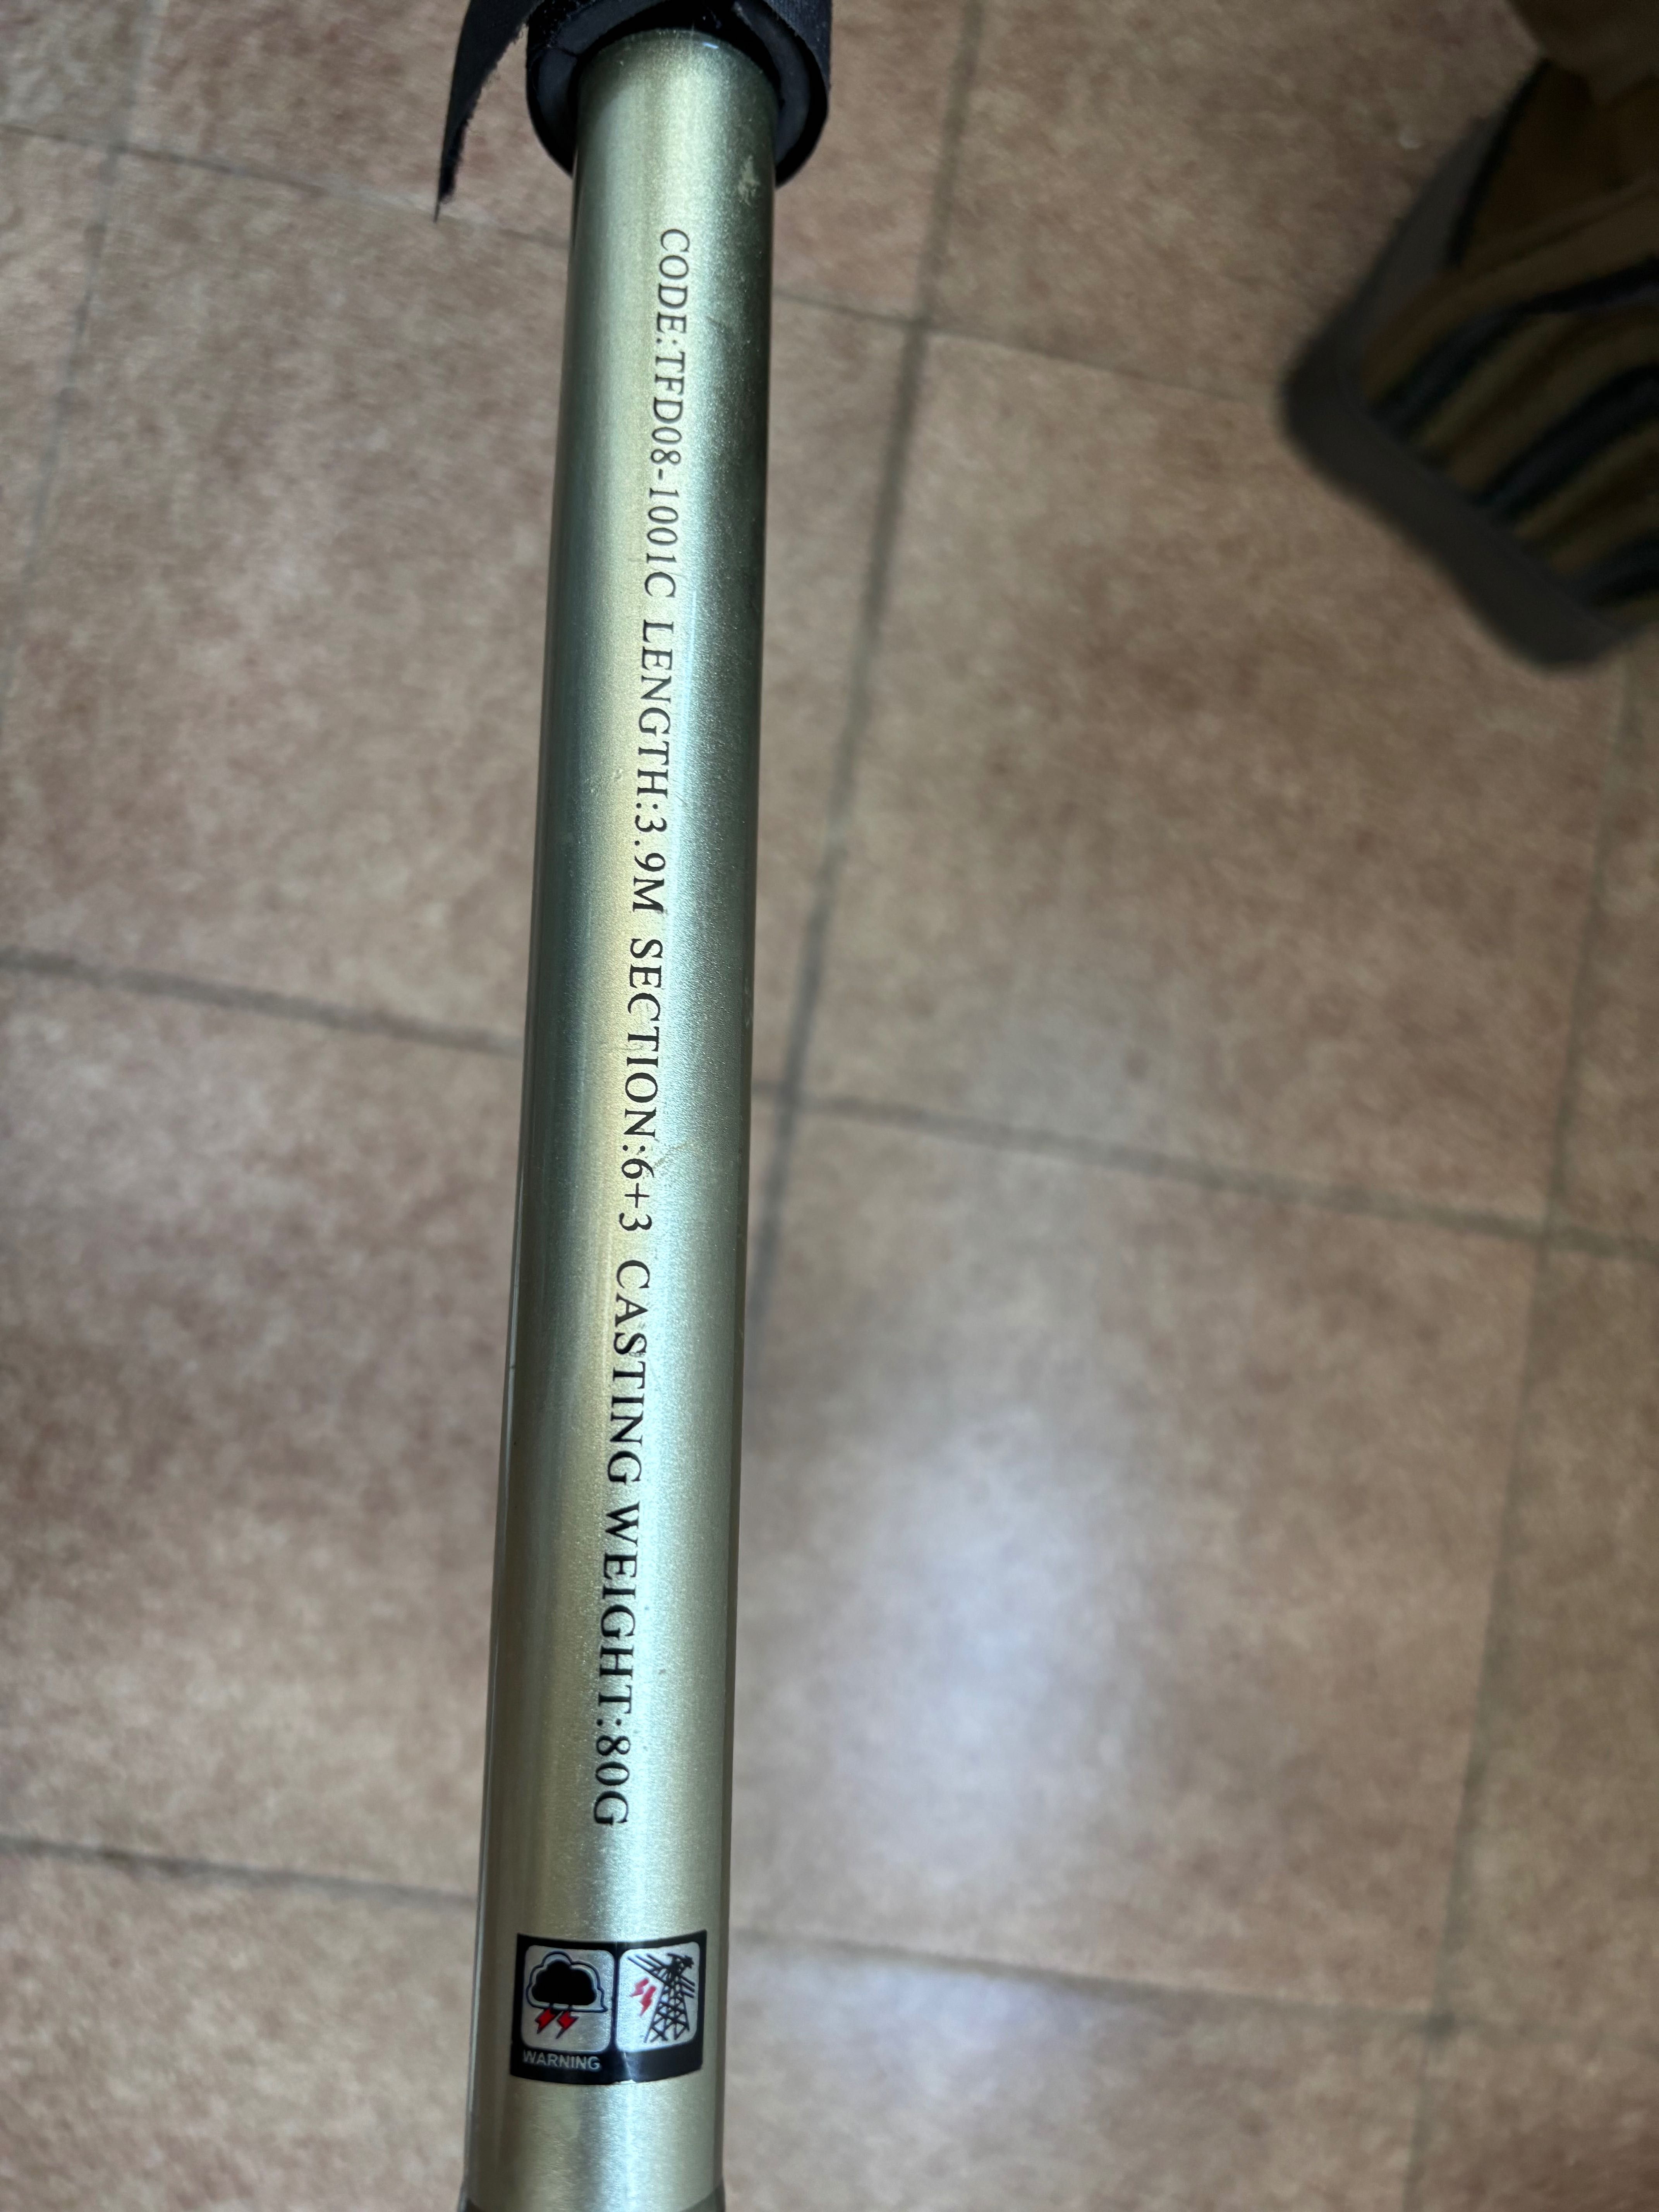 CODE:TFD08-1001C LENGTH:3.9M SECTION:6+3 CASTING WEIGHT:80G
WARNING